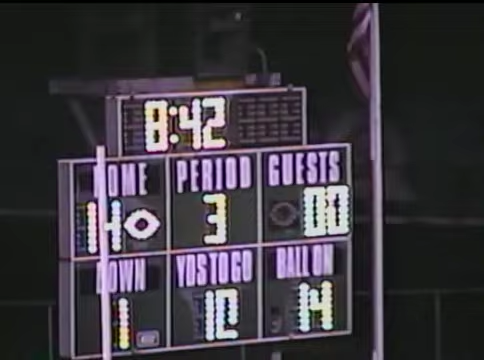 8:42
HOME PERIOD GUESTS
14 3 00
DOWN YDS TO GO BALL ON
1 10 14